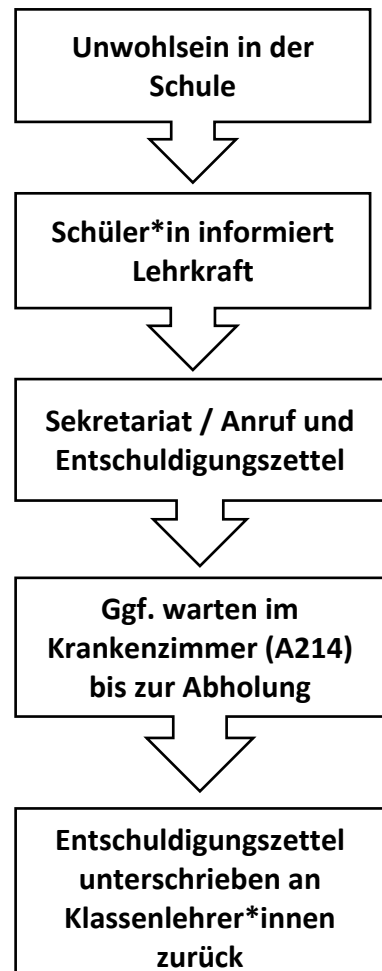 Unwohlsein in der
Schule
Schüler*in informiert
Lehrkraft
Sekretariat / Anruf und
Entschuldigungszettel
Ggf. warten im
Krankenzimmer (A214)
bis zur Abholung
Entschuldigungszettel
unterschrieben an
Klassenlehrer*innen
zurück